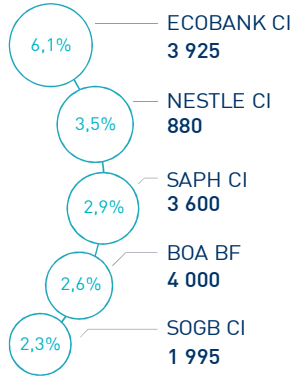 6,1%
ECOBANK CI
3 925
3,5%
NESTLE CI
880
2,9%
SAPH CI
3 600
2,6%
BOA BF
4 000
2,3%
SOGB CI
1 995